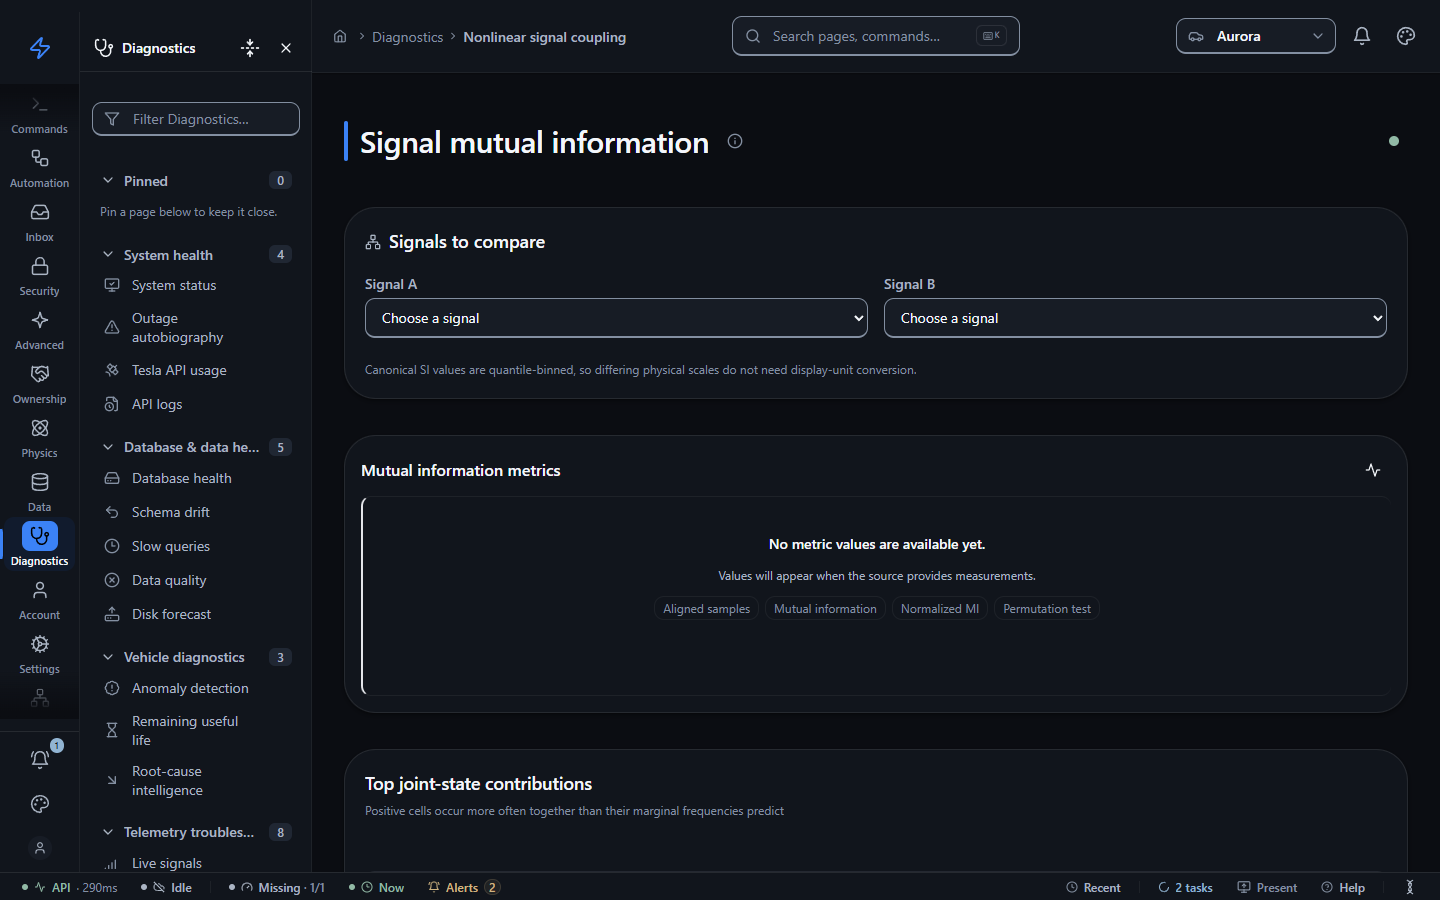 Diagnostics
Diagnostics
Nonlinear signal coupling
Search pages, commands...
K
Aurora
Commands
Automation
Inbox
Security
Advanced
Ownership
Physics
Data
Diagnostics
Account
Settings
1
Filter Diagnostics...
Pinned
0
Pin a page below to keep it close.
System health
4
System status
Outage
autobiography
Tesla API usage
API logs
Database & data he...
5
Database health
Schema drift
Slow queries
Data quality
Disk forecast
Vehicle diagnostics
3
Anomaly detection
Remaining useful
life
Root-cause
intelligence
Telemetry troubles...
8
Live signals
Signal mutual information
Signals to compare
Signal A
Signal B
Choose a signal
Choose a signal
Canonical SI values are quantile-binned, so differing physical scales do not need display-unit conversion.
Mutual information metrics
No metric values are available yet.
Values will appear when the source provides measurements.
Aligned samples
Mutual information
Normalized MI
Permutation test
Top joint-state contributions
Positive cells occur more often together than their marginal frequencies predict
API · 290ms
Idle
Missing · 1/1
Now
Alerts 2
Recent
2 tasks
Present
Help